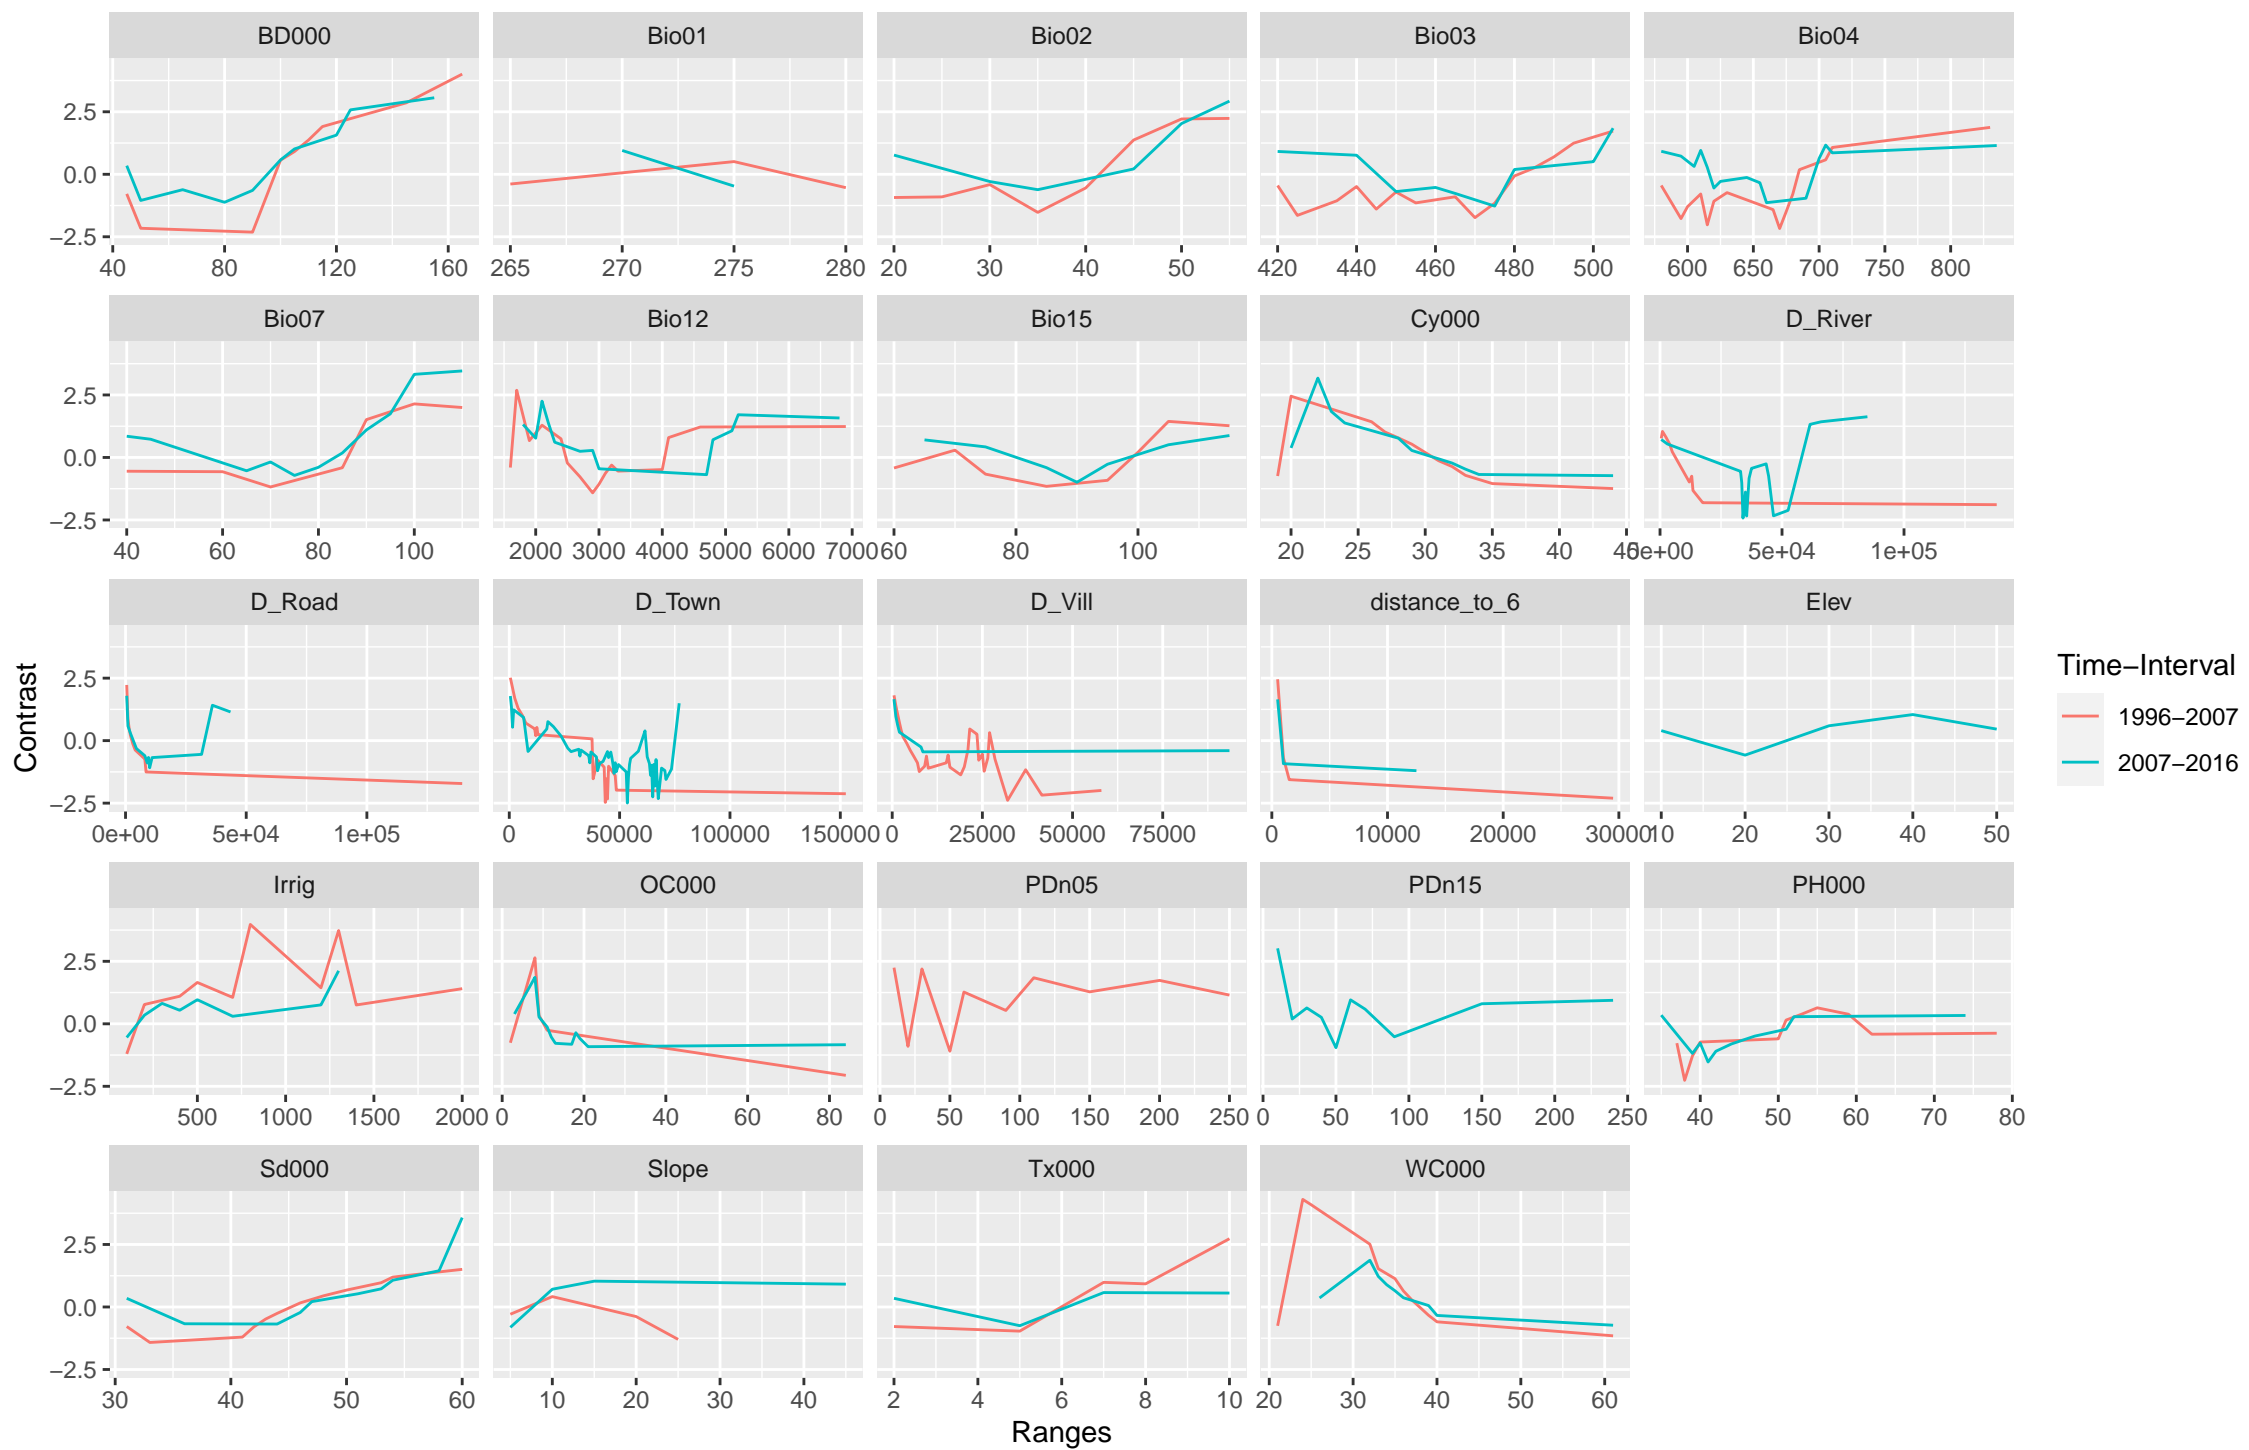 BD000 Bio01 Bio02 Bio03 Bio04
2.5
0.0
−2.5
40 80 120 160 265 270 275 280 20 30 40 50 420 440 460 480 500 600 650 700 750 800
Bio07 Bio12 Bio15 Cy000 D_River
2.5
0.0
−2.5
40 60 80 100 2000 3000 4000 5000 6000 7000 60 80 100 20 25 30 35 40 45 0e+00 5e+04 1e+05
D_Road D_Town D_Vill distance_to_6 Elev
2.5
0.0
−2.5
0e+00 5e+04 1e+05 0 50000 100000 150000 0 25000 50000 75000 0 10000 20000 30000 10 20 30 40 50
Irrig OC000 PDn05 PDn15 PH000
2.5
0.0
−2.5
500 1000 1500 2000 0 20 40 60 80 0 50 100 150 200 250 0 50 100 150 200 250 40 50 60 70 80
Sd000 Slope Tx000 WC000
2.5
0.0
−2.5
30 40 50 60 10 20 30 40 2 4 6 8 10 20 30 40 50 60
Ranges
Contrast
Time−Interval
1996−2007
2007−2016